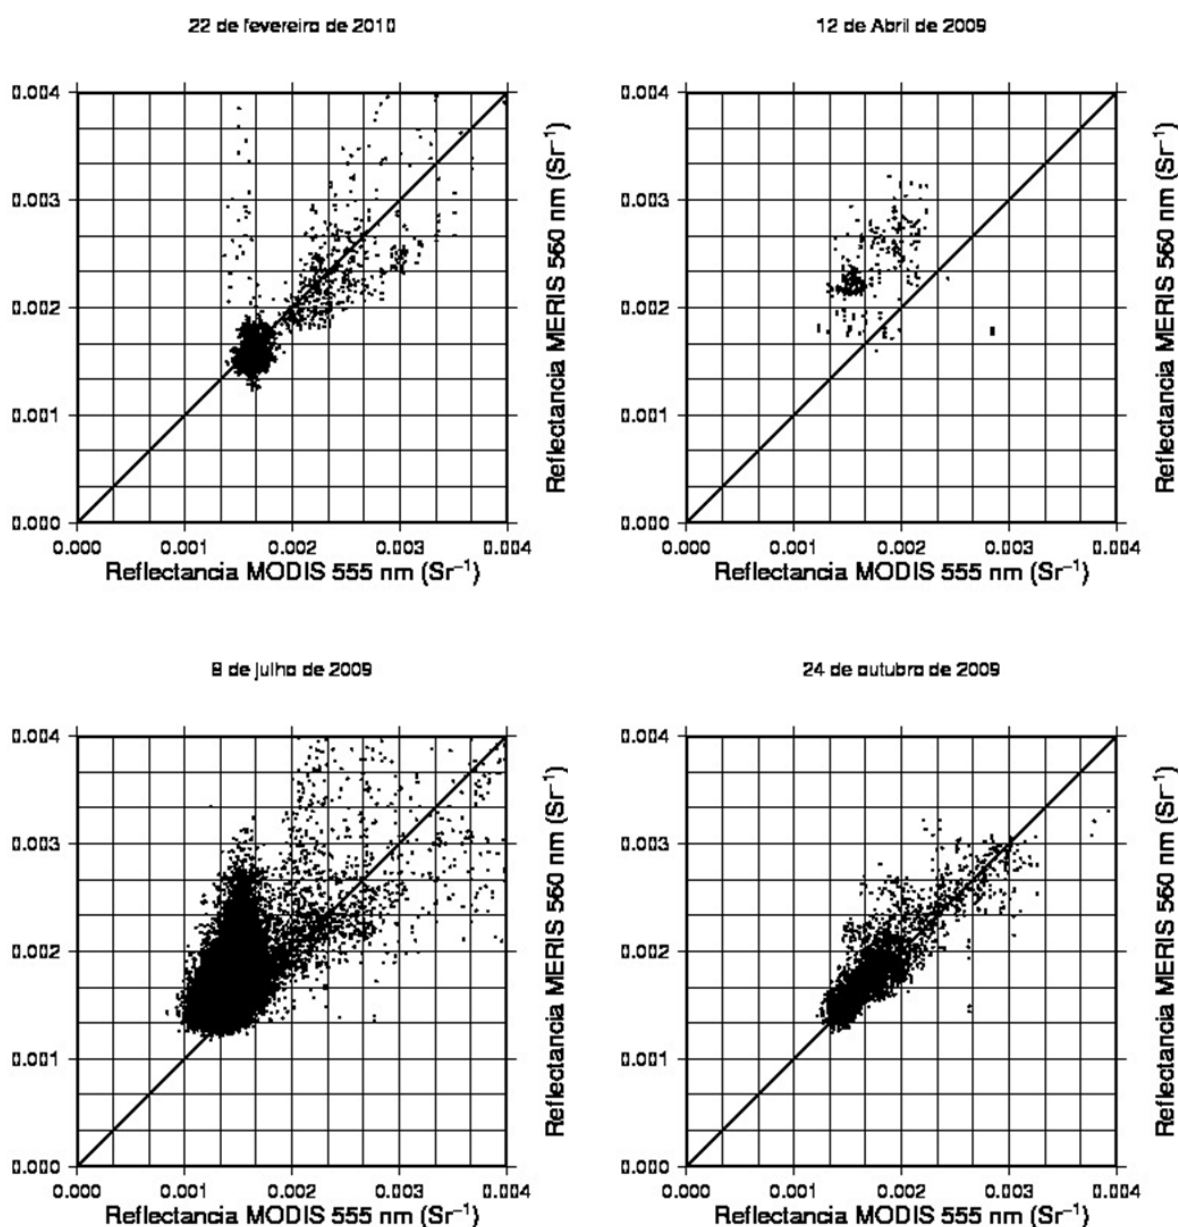 22 de fevereiro de 2010
12 de Abril de 2009
0.004
0.003
0.002
0.001
0.000
0.000 0.001 0.002 0.003 0.004
Reflectancia MODIS 555 nm (Sr⁻¹)
Reflectancia MERIS 560 nm (Sr⁻¹)
0.004
0.003
0.002
0.001
0.000
0.000 0.001 0.002 0.003 0.004
Reflectancia MODIS 555 nm (Sr⁻¹)
Reflectancia MERIS 560 nm (Sr⁻¹)
8 de julho de 2009
24 de outubro de 2009
0.004
0.003
0.002
0.001
0.000
0.000 0.001 0.002 0.003 0.004
Reflectancia MODIS 555 nm (Sr⁻¹)
Reflectancia MERIS 560 nm (Sr⁻¹)
0.004
0.003
0.002
0.001
0.000
0.000 0.001 0.002 0.003 0.004
Reflectancia MODIS 555 nm (Sr⁻¹)
Reflectancia MERIS 560 nm (Sr⁻¹)